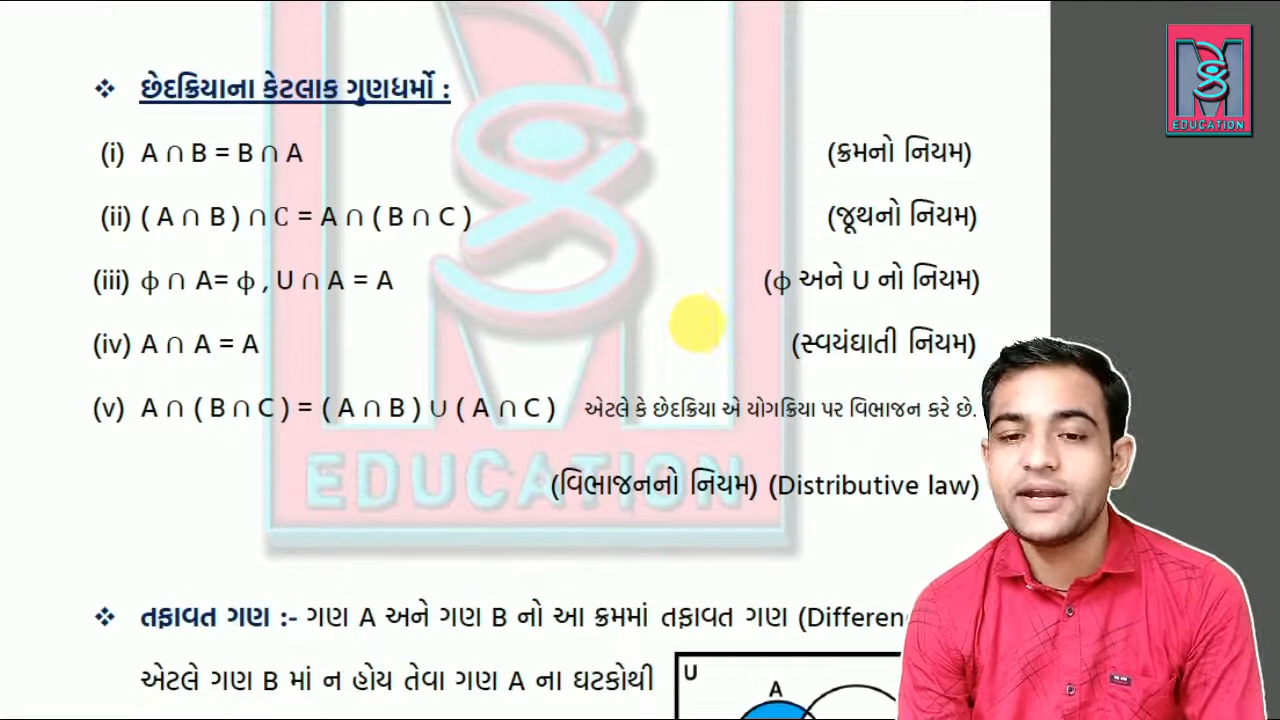 EDUCATION
❖ છેદક્રિયાના કેટલાક ગુણધર્મો :
(i) A ∩ B = B ∩ A (ક્રમનો નિયમ)
(ii) ( A ∩ B ) ∩ C = A ∩ ( B ∩ C ) (જૂથનો નિયમ)
(iii) ϕ ∩ A= ϕ , U ∩ A = A (ϕ અને U નો નિયમ)
(iv) A ∩ A = A (સ્વયંઘાતી નિયમ)
(v) A ∩ ( B ∩ C ) = ( A ∩ B ) ∪ ( A ∩ C ) એટલે કે છેદક્રિયા એ યોગક્રિયા પર વિભાજન કરે છે.
EDUCATION
(વિભાજનનો નિયમ) (Distributive law)
❖ તફાવત ગણ :- ગણ A અને ગણ B નો આ ક્રમમાં તફાવત ગણ
એટલે ગણ B માં ન હોય તેવા ગણ A ના ઘટકોથી
U
A